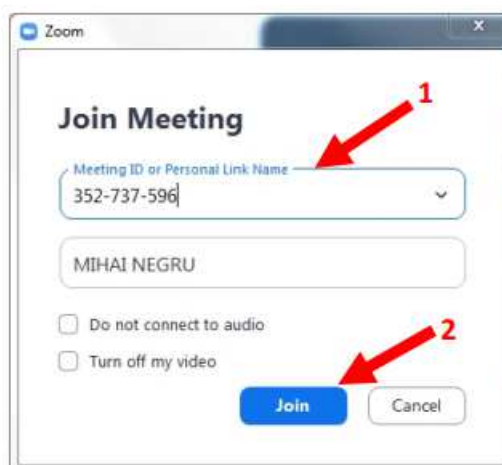 Zoom
x
Join Meeting
1
Meeting ID or Personal Link Name
352-737-596
MIHAI NEGRU
Do not connect to audio
2
Turn off my video
Join Cancel